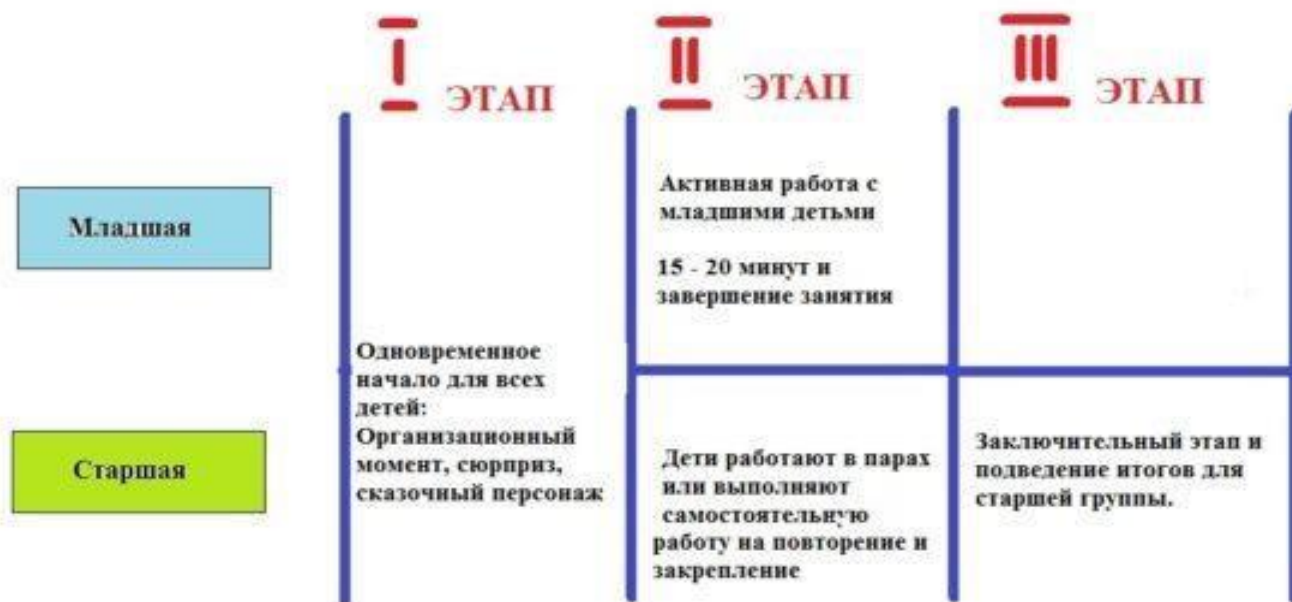 I ЭТАП
II ЭТАП
III ЭТАП
Младшая
Активная работа с
младшими детьми
15 - 20 минут и
завершение занятия
Одновременное
начало для всех
детей:
Организационный
момент, сюрприз,
сказочный персонаж
Старшая
Дети работают в парах
или выполняют
самостоятельную
работу на повторение и
закрепление
Заключительный этап и
подведение итогов для
старшей группы.